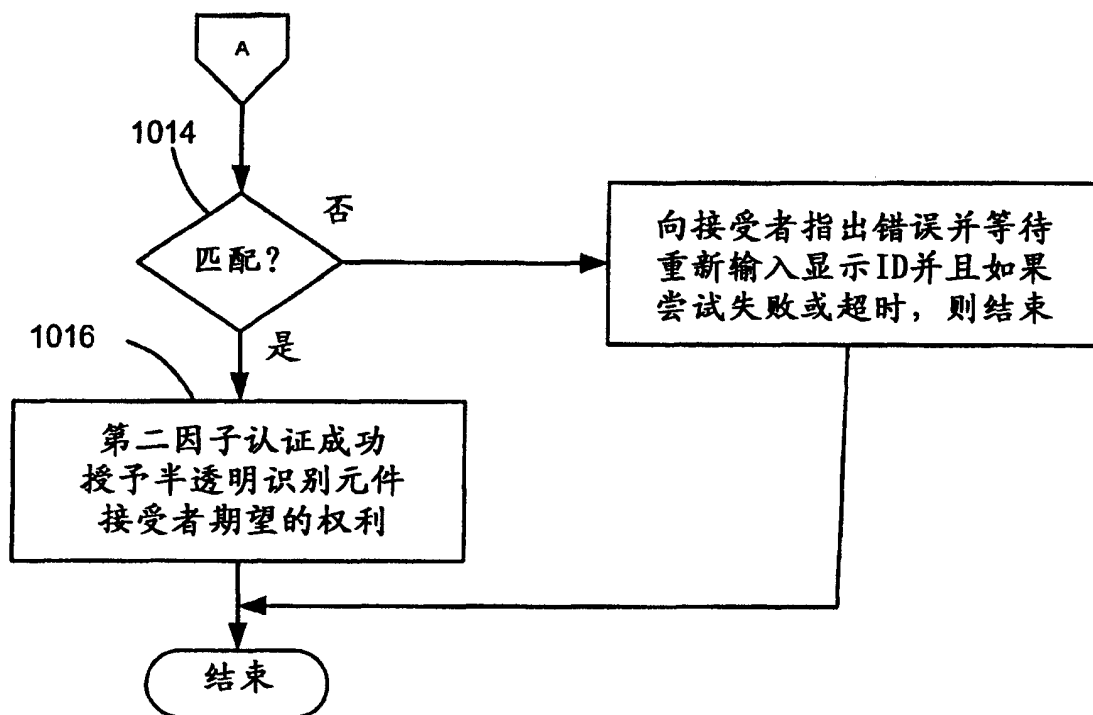 A
1014
否
匹配?
向接受者指出错误并等待
重新输入显示ID并且如果
尝试失败或超时，则结束
是
1016
第二因子认证成功
授予半透明识别元件
接受者期望的权利
结束